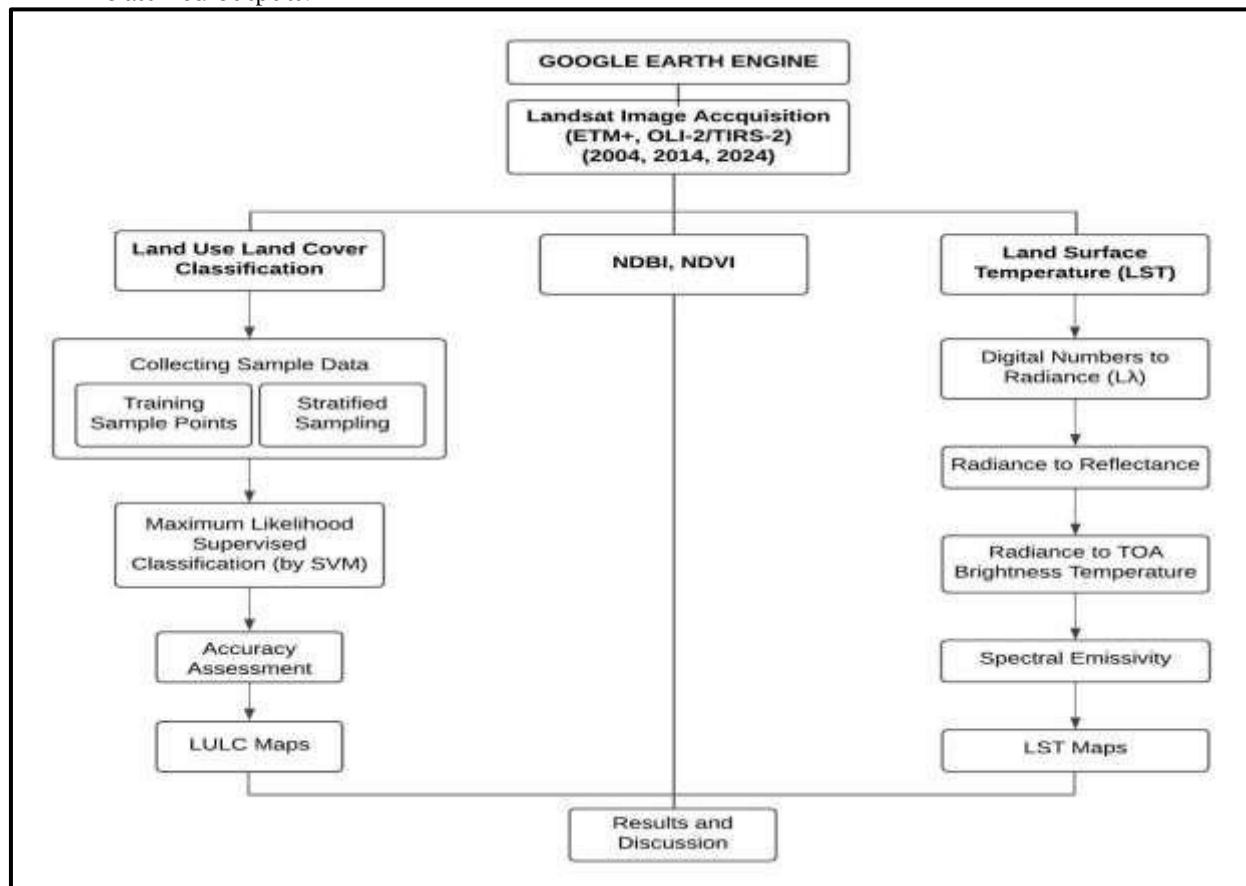 GOOGLE EARTH ENGINE
Landsat Image Accquisition
(ETM+, OLI-2/TIRS-2)
(2004, 2014, 2024)
Land Use Land Cover
Classification
NDBI, NDVI
Land Surface
Temperature (LST)
Collecting Sample Data
Training
Sample Points
Stratified
Sampling
Maximum Likelihood
Supervised
Classification (by SVM)
Accuracy
Assessment
LULC Maps
Digital Numbers to
Radiance (Lλ)
Radiance to Reflectance
Radiance to TOA
Brightness Temperature
Spectral Emissivity
LST Maps
Results and
Discussion